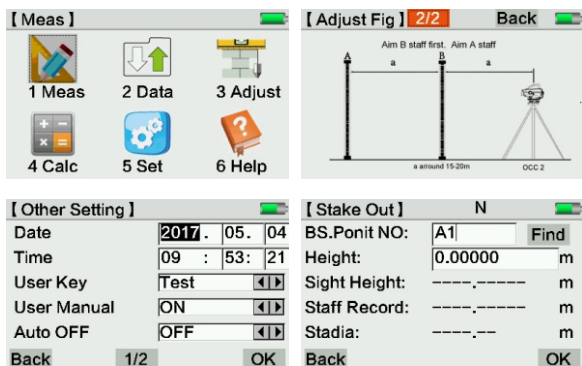 【 Meas 】
1 Meas 2 Data 3 Adjust
4 Calc 5 Set 6 Help
【 Adjust Fig 】 2/2 Back
Aim B staff first. Aim A staff
A B
a a
a arround 15-20m OCC 2
【 Other Setting 】
Date 2017. 05. 04
Time 09 : 53: 21
User Key Test
User Manual ON
Auto OFF OFF
Back 1/2 OK
【 Stake Out 】 N
BS.Ponit NO: A1 Find
Height: 0.00000 m
Sight Height: ----.----- m
Staff Record: ----.----- m
Stadia: ----.-- m
Back OK